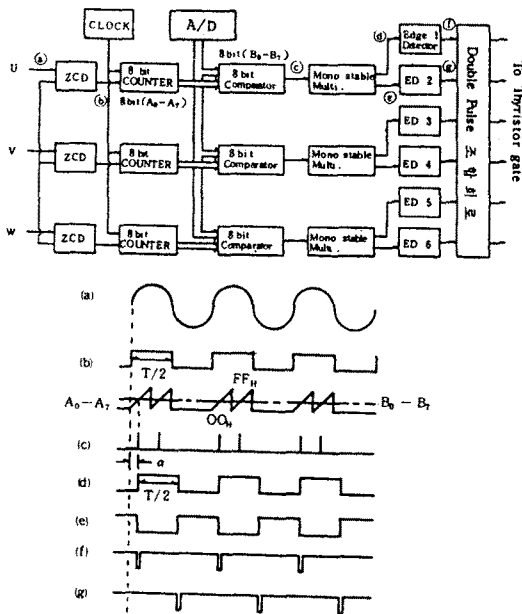 CLOCK
A/D
U
ⓐ
ZCD
ⓑ
8 bit
COUNTER
8bit(A₀-A₇)
8bit(B₀-B₇)
8 bit
Comparator
ⓒ
Mono stable
Multi.
ⓓ
Edge 1
ⓕ
ED 2
ⓖ
ⓔ
ED 3
V
ZCD
8 bit
COUNTER
8 bit
Comparator
Mono stable
Multi.
ED 4
ED 5
W
ZCD
8 bit
COUNTER
8 bit
Comparator
Mono stable
Multi.
ED 6
Double Pulse 조합회로
To Thyristor gate
(a)
(b)
T/2
A₀-A₇
FF_H
B₀-B₇
OO_H
(c)
α
(d)
T/2
(e)
(f)
(g)